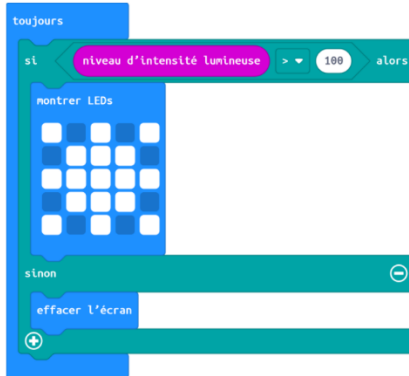 toujours
si niveau d'intensité lumineuse > 100 alors
montrer LEDs
sinon
effacer l'écran